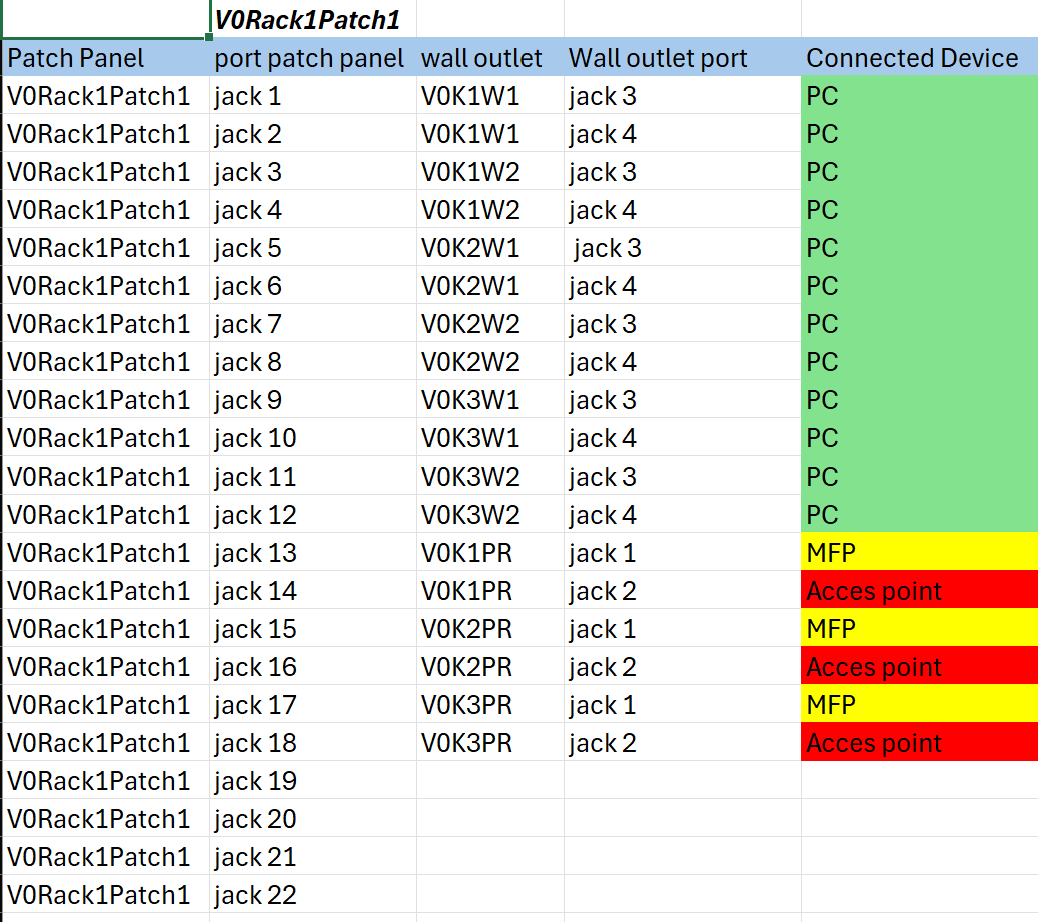 V0Rack1Patch1
Patch Panel port patch panel wall outlet Wall outlet port Connected Device
V0Rack1Patch1 jack 1 V0K1W1 jack 3 PC
V0Rack1Patch1 jack 2 V0K1W1 jack 4 PC
V0Rack1Patch1 jack 3 V0K1W2 jack 3 PC
V0Rack1Patch1 jack 4 V0K1W2 jack 4 PC
V0Rack1Patch1 jack 5 V0K2W1 jack 3 PC
V0Rack1Patch1 jack 6 V0K2W1 jack 4 PC
V0Rack1Patch1 jack 7 V0K2W2 jack 3 PC
V0Rack1Patch1 jack 8 V0K2W2 jack 4 PC
V0Rack1Patch1 jack 9 V0K3W1 jack 3 PC
V0Rack1Patch1 jack 10 V0K3W1 jack 4 PC
V0Rack1Patch1 jack 11 V0K3W2 jack 3 PC
V0Rack1Patch1 jack 12 V0K3W2 jack 4 PC
V0Rack1Patch1 jack 13 V0K1PR jack 1 MFP
V0Rack1Patch1 jack 14 V0K1PR jack 2 Acces point
V0Rack1Patch1 jack 15 V0K2PR jack 1 MFP
V0Rack1Patch1 jack 16 V0K2PR jack 2 Acces point
V0Rack1Patch1 jack 17 V0K3PR jack 1 MFP
V0Rack1Patch1 jack 18 V0K3PR jack 2 Acces point
V0Rack1Patch1 jack 19
V0Rack1Patch1 jack 20
V0Rack1Patch1 jack 21
V0Rack1Patch1 jack 22